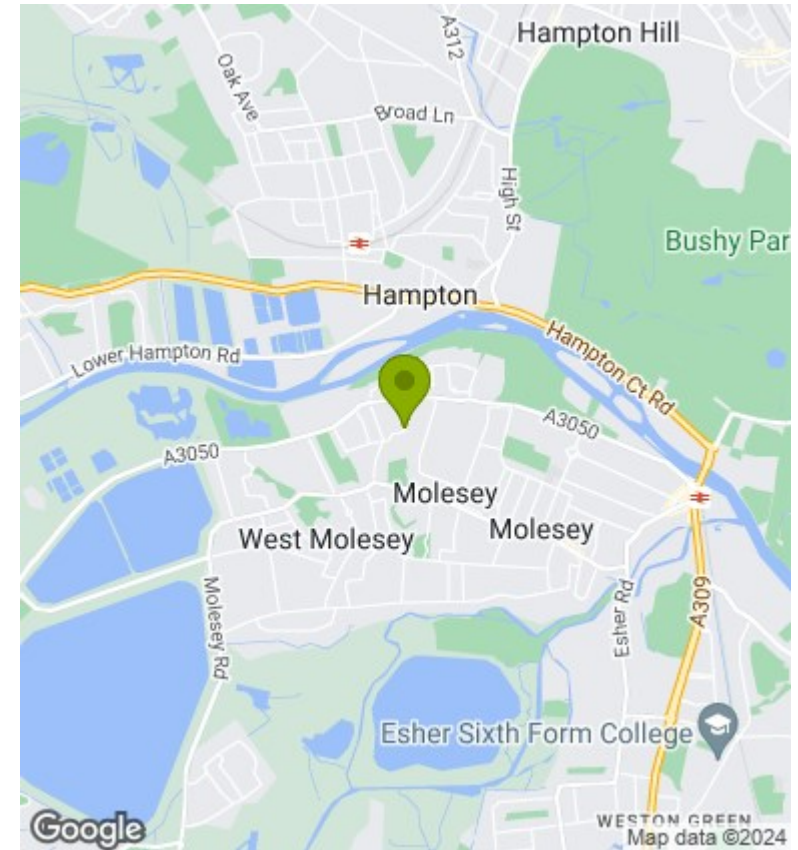 Hampton Hill
A312
Oak Ave
Broad Ln
High St
Bushy Par
Hampton
Lower Hampton Rd
Hampton Ct Rd
A3050
A3050
Molesey
West Molesey
Molesey
Molesey Rd
Esher Rd
A309
Esher Sixth Form College
WESTON GREEN
Google
Map data ©2024